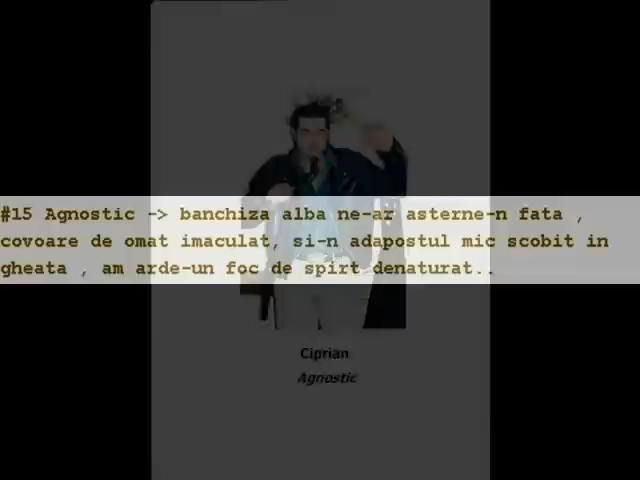 #15 Agnostic -> banchiza alba ne-ar asterne-n fata ,
covoare de omat imaculat, si-n adapostul mic scobit in
gheata , am arde-un foc de spirt denaturat..
Ciprian
Agnostic